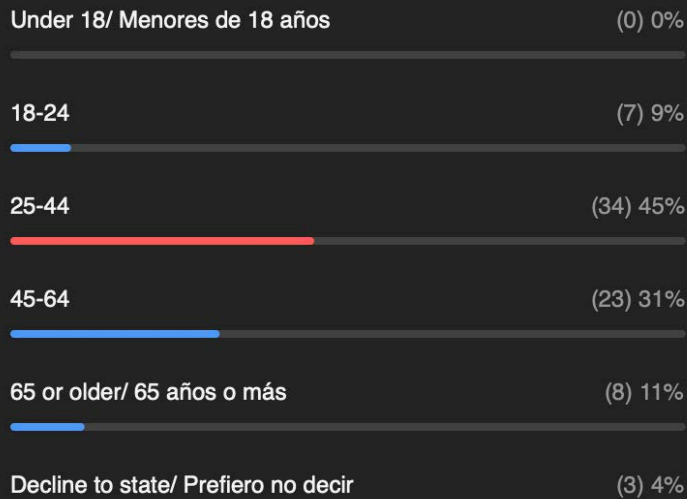 Under 18/ Menores de 18 años (0) 0%
18-24 (7) 9%
25-44 (34) 45%
45-64 (23) 31%
65 or older/ 65 años o más (8) 11%
Decline to state/ Prefiero no decir (3) 4%